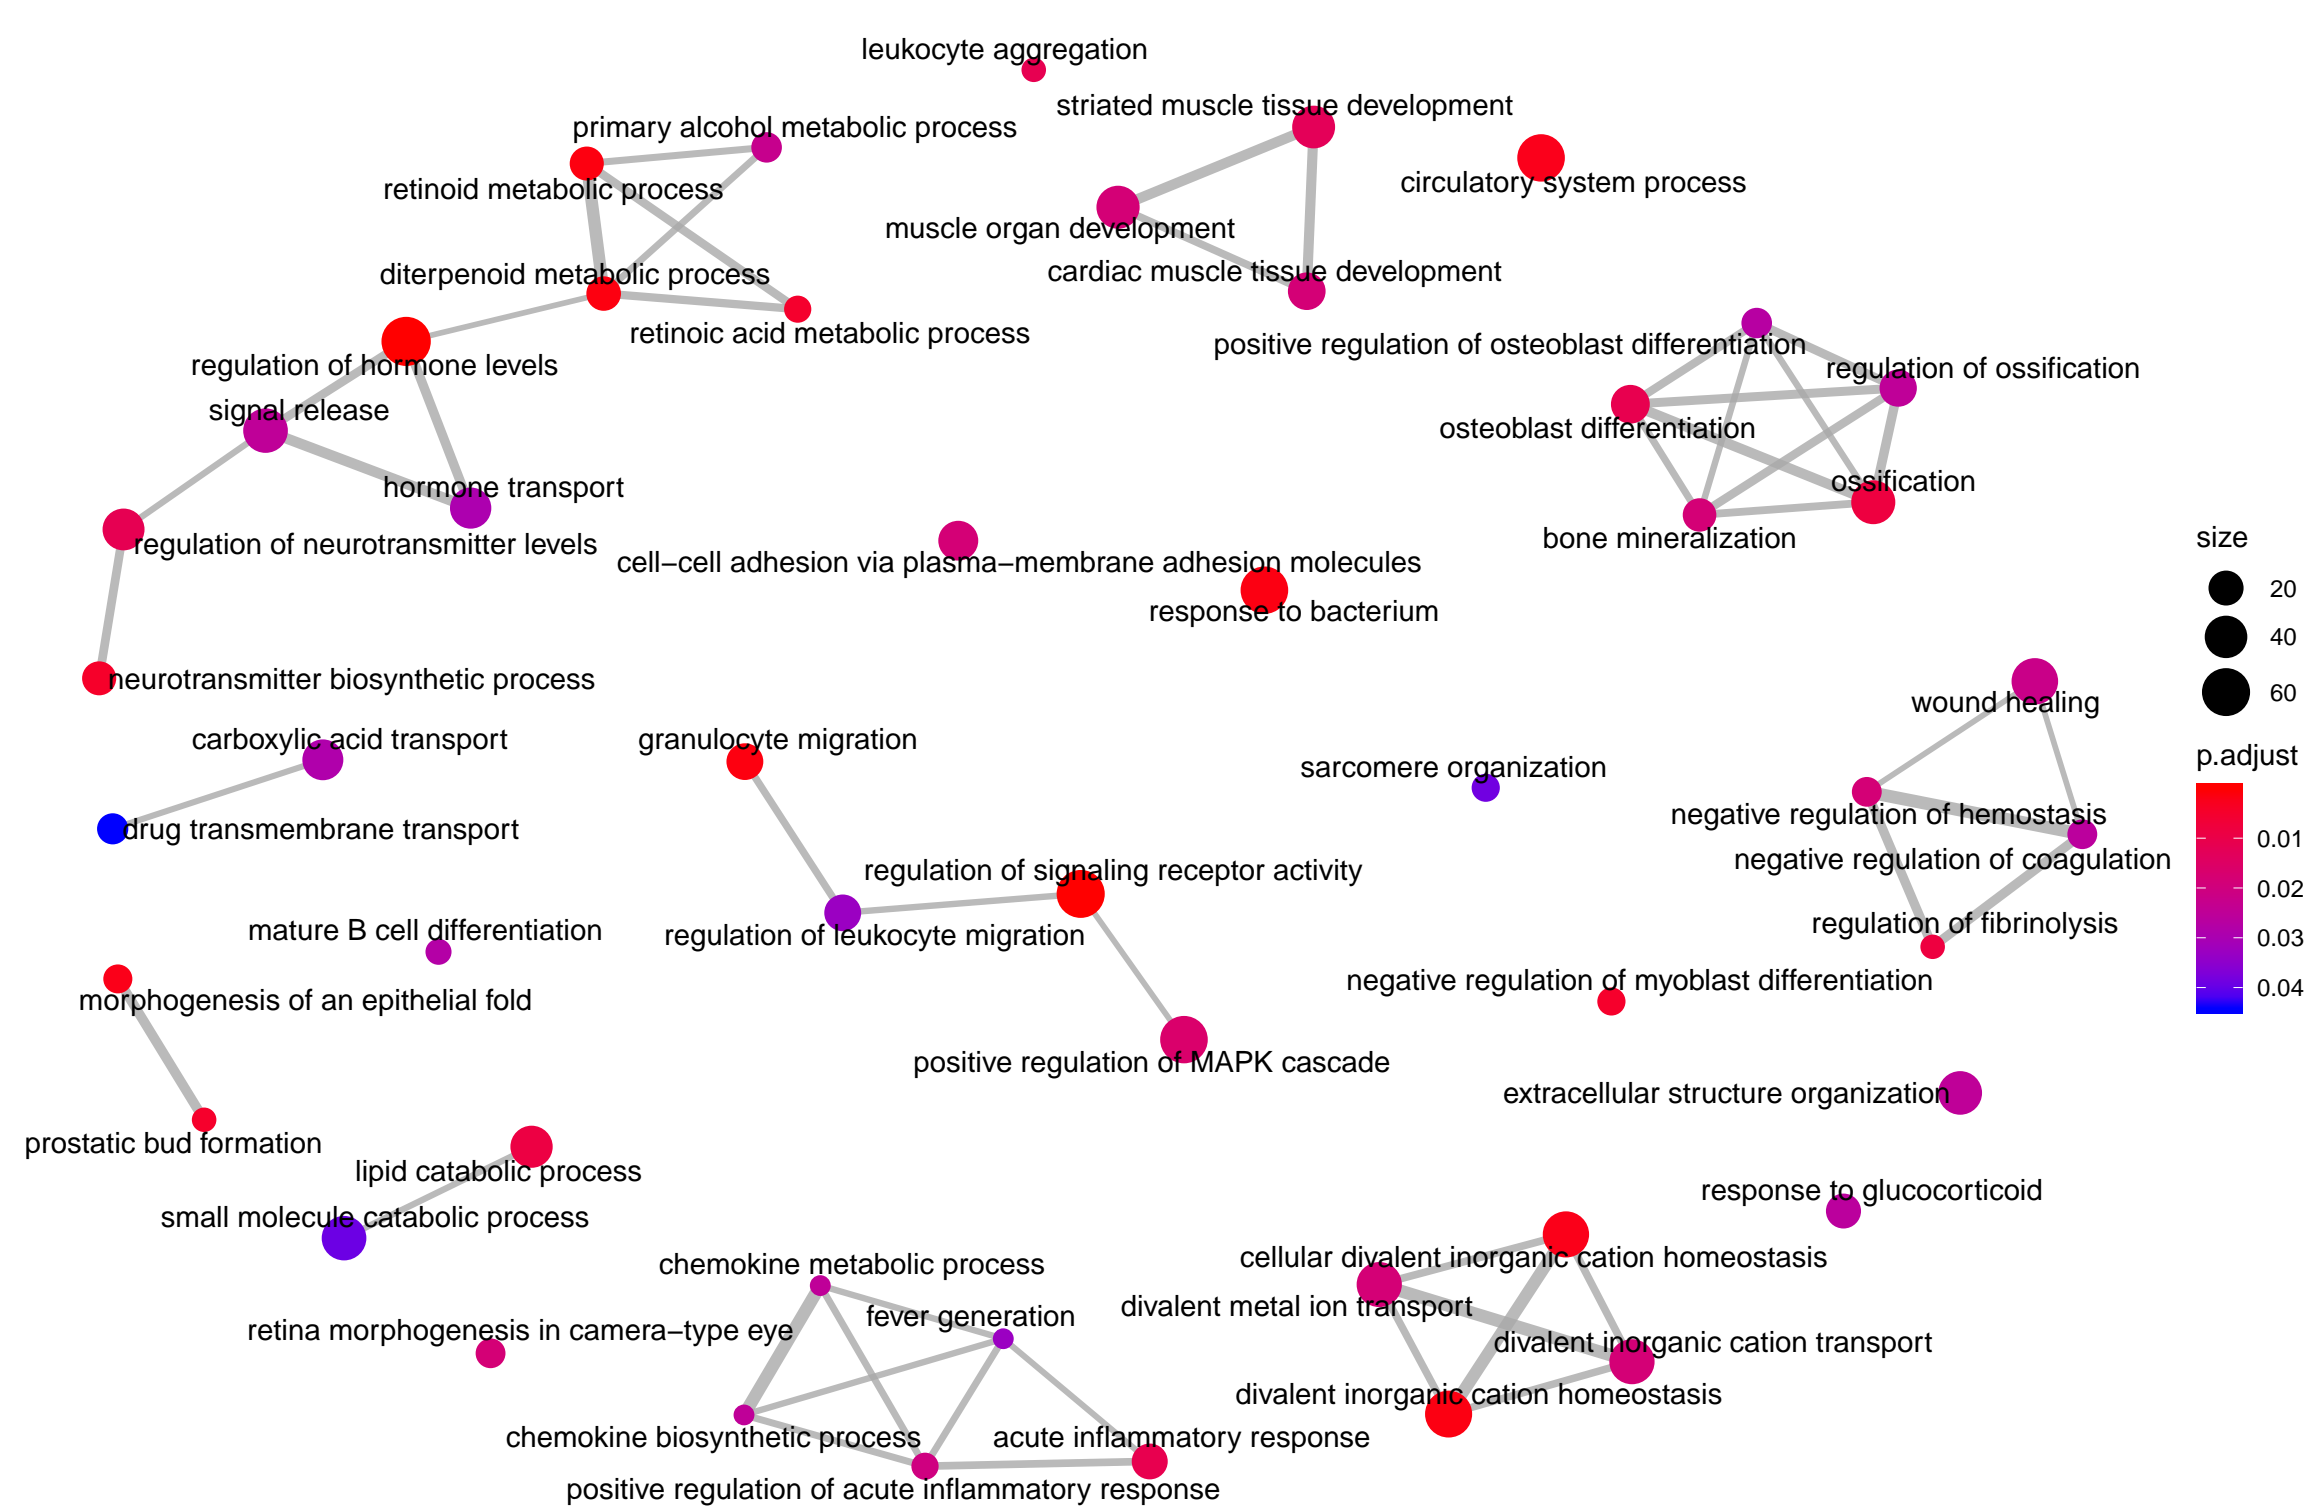 leukocyte aggregation
striated muscle tissue development
primary alcohol metabolic process
circulatory system process
retinoid metabolic process
muscle organ development
cardiac muscle tissue development
diterpenoid metabolic process
retinoic acid metabolic process
positive regulation of osteoblast differentiation
regulation of hormone levels
regulation of ossification
signal release
osteoblast differentiation
ossification
hormone transport
bone mineralization
regulation of neurotransmitter levels
cell−cell adhesion via plasma−membrane adhesion molecules
response to bacterium
neurotransmitter biosynthetic process
wound healing
carboxylic acid transport
granulocyte migration
sarcomere organization
negative regulation of hemostasis
drug transmembrane transport
negative regulation of coagulation
regulation of signaling receptor activity
regulation of fibrinolysis
mature B cell differentiation
regulation of leukocyte migration
negative regulation of myoblast differentiation
morphogenesis of an epithelial fold
positive regulation of MAPK cascade
extracellular structure organization
prostatic bud formation
lipid catabolic process
response to glucocorticoid
small molecule catabolic process
cellular divalent inorganic cation homeostasis
chemokine metabolic process
divalent metal ion transport
fever generation
retina morphogenesis in camera−type eye
divalent inorganic cation transport
divalent inorganic cation homeostasis
chemokine biosynthetic process
acute inflammatory response
positive regulation of acute inflammatory response
size
20
40
60
p.adjust
0.01
0.02
0.03
0.04